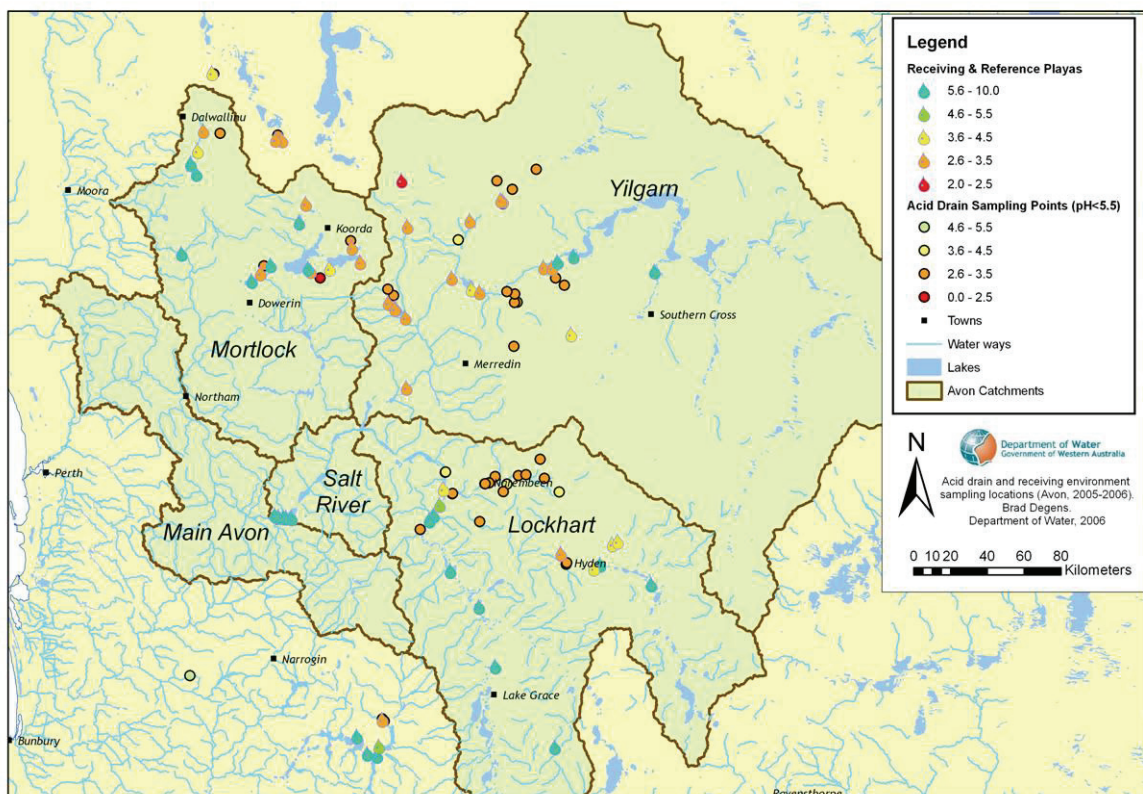 Dalwallinu
Moora
Koorda
Yilgarn
Dowerin
Southern Cross
Mortlock
Merredin
Northam
Perth
Salt
River
Narembeen
Main Avon
Lockhart
Hyden
Narrogin
Lake Grace
Bunbury
Ravensthorpe
Legend
Receiving & Reference Playas
5.6 - 10.0
4.6 - 5.5
3.6 - 4.5
2.6 - 3.5
2.0 - 2.5
Acid Drain Sampling Points (pH<5.5)
4.6 - 5.5
3.6 - 4.5
2.6 - 3.5
0.0 - 2.5
Towns
Water ways
Lakes
Avon Catchments
N
Department of Water
Government of Western Australia
Acid drain and receiving environment
sampling locations (Avon, 2005-2006).
Brad Degens.
Department of Water, 2006
0 10 20 40 60 80
Kilometers